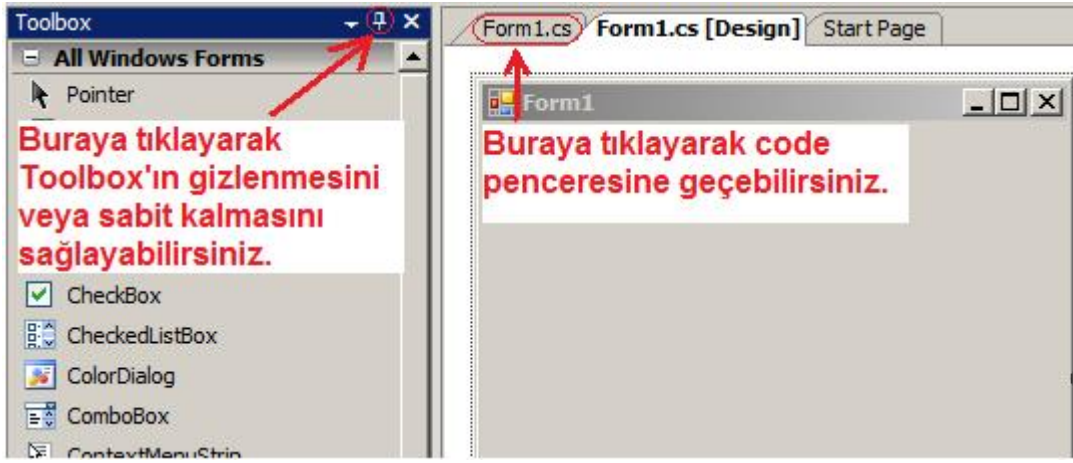 Toolbox
All Windows Forms
Pointer
Buraya tıklayarak
Toolbox'ın gizlenmesini
veya sabit kalmasını
sağlayabilirsiniz.
CheckBox
CheckedListBox
ColorDialog
ComboBox
ContextMenuStrip
Form1.cs Form1.cs [Design] Start Page
Form1
Buraya tıklayarak code
penceresine geçebilirsiniz.